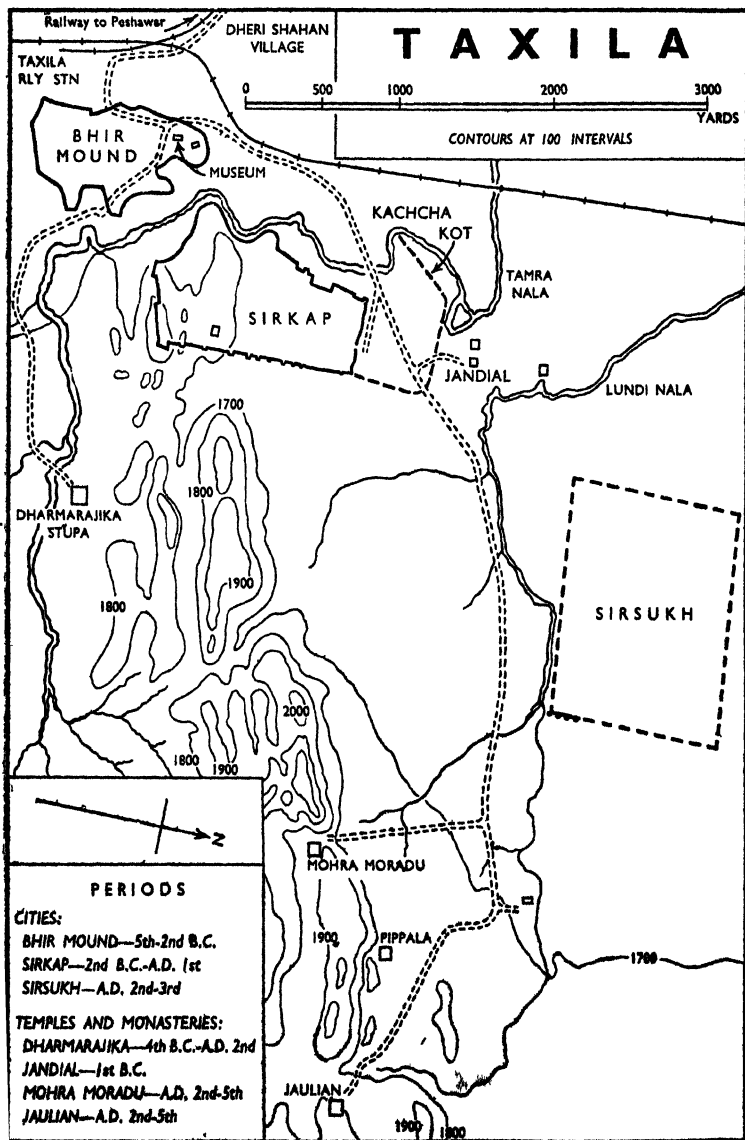 Railway to Peshawar
DHERI SHAHAN
VILLAGE
TAXILA
TAXILA
RLY STN
0 500 1000 2000 3000
YARDS
CONTOURS AT 100 INTERVALS
BHIR
MOUND
MUSEUM
KACHCHA
KOT
TAMRA
NALA
SIRKAP
JANDIAL
LUNDI NALA
1700
1800
DHARMARAJIKA
STUPA
1900
1800
SIRSUKH
2000
1800
1900
N
MOHRA MORADU
1900
PIPPALA
1700
JAULIAN
1900
1800
PERIODS
CITIES:
BHIR MOUND—5th-2nd B.C.
SIRKAP—2nd B.C.-A.D. 1st
SIRSUKH—A.D. 2nd-3rd
TEMPLES AND MONASTERIES:
DHARMARAJIKA—4th B.C.-A.D. 2nd
JANDIAL—1st B.C.
MOHRA MORADU—A.D. 2nd-5th
JAULIAN—A.D. 2nd-5th